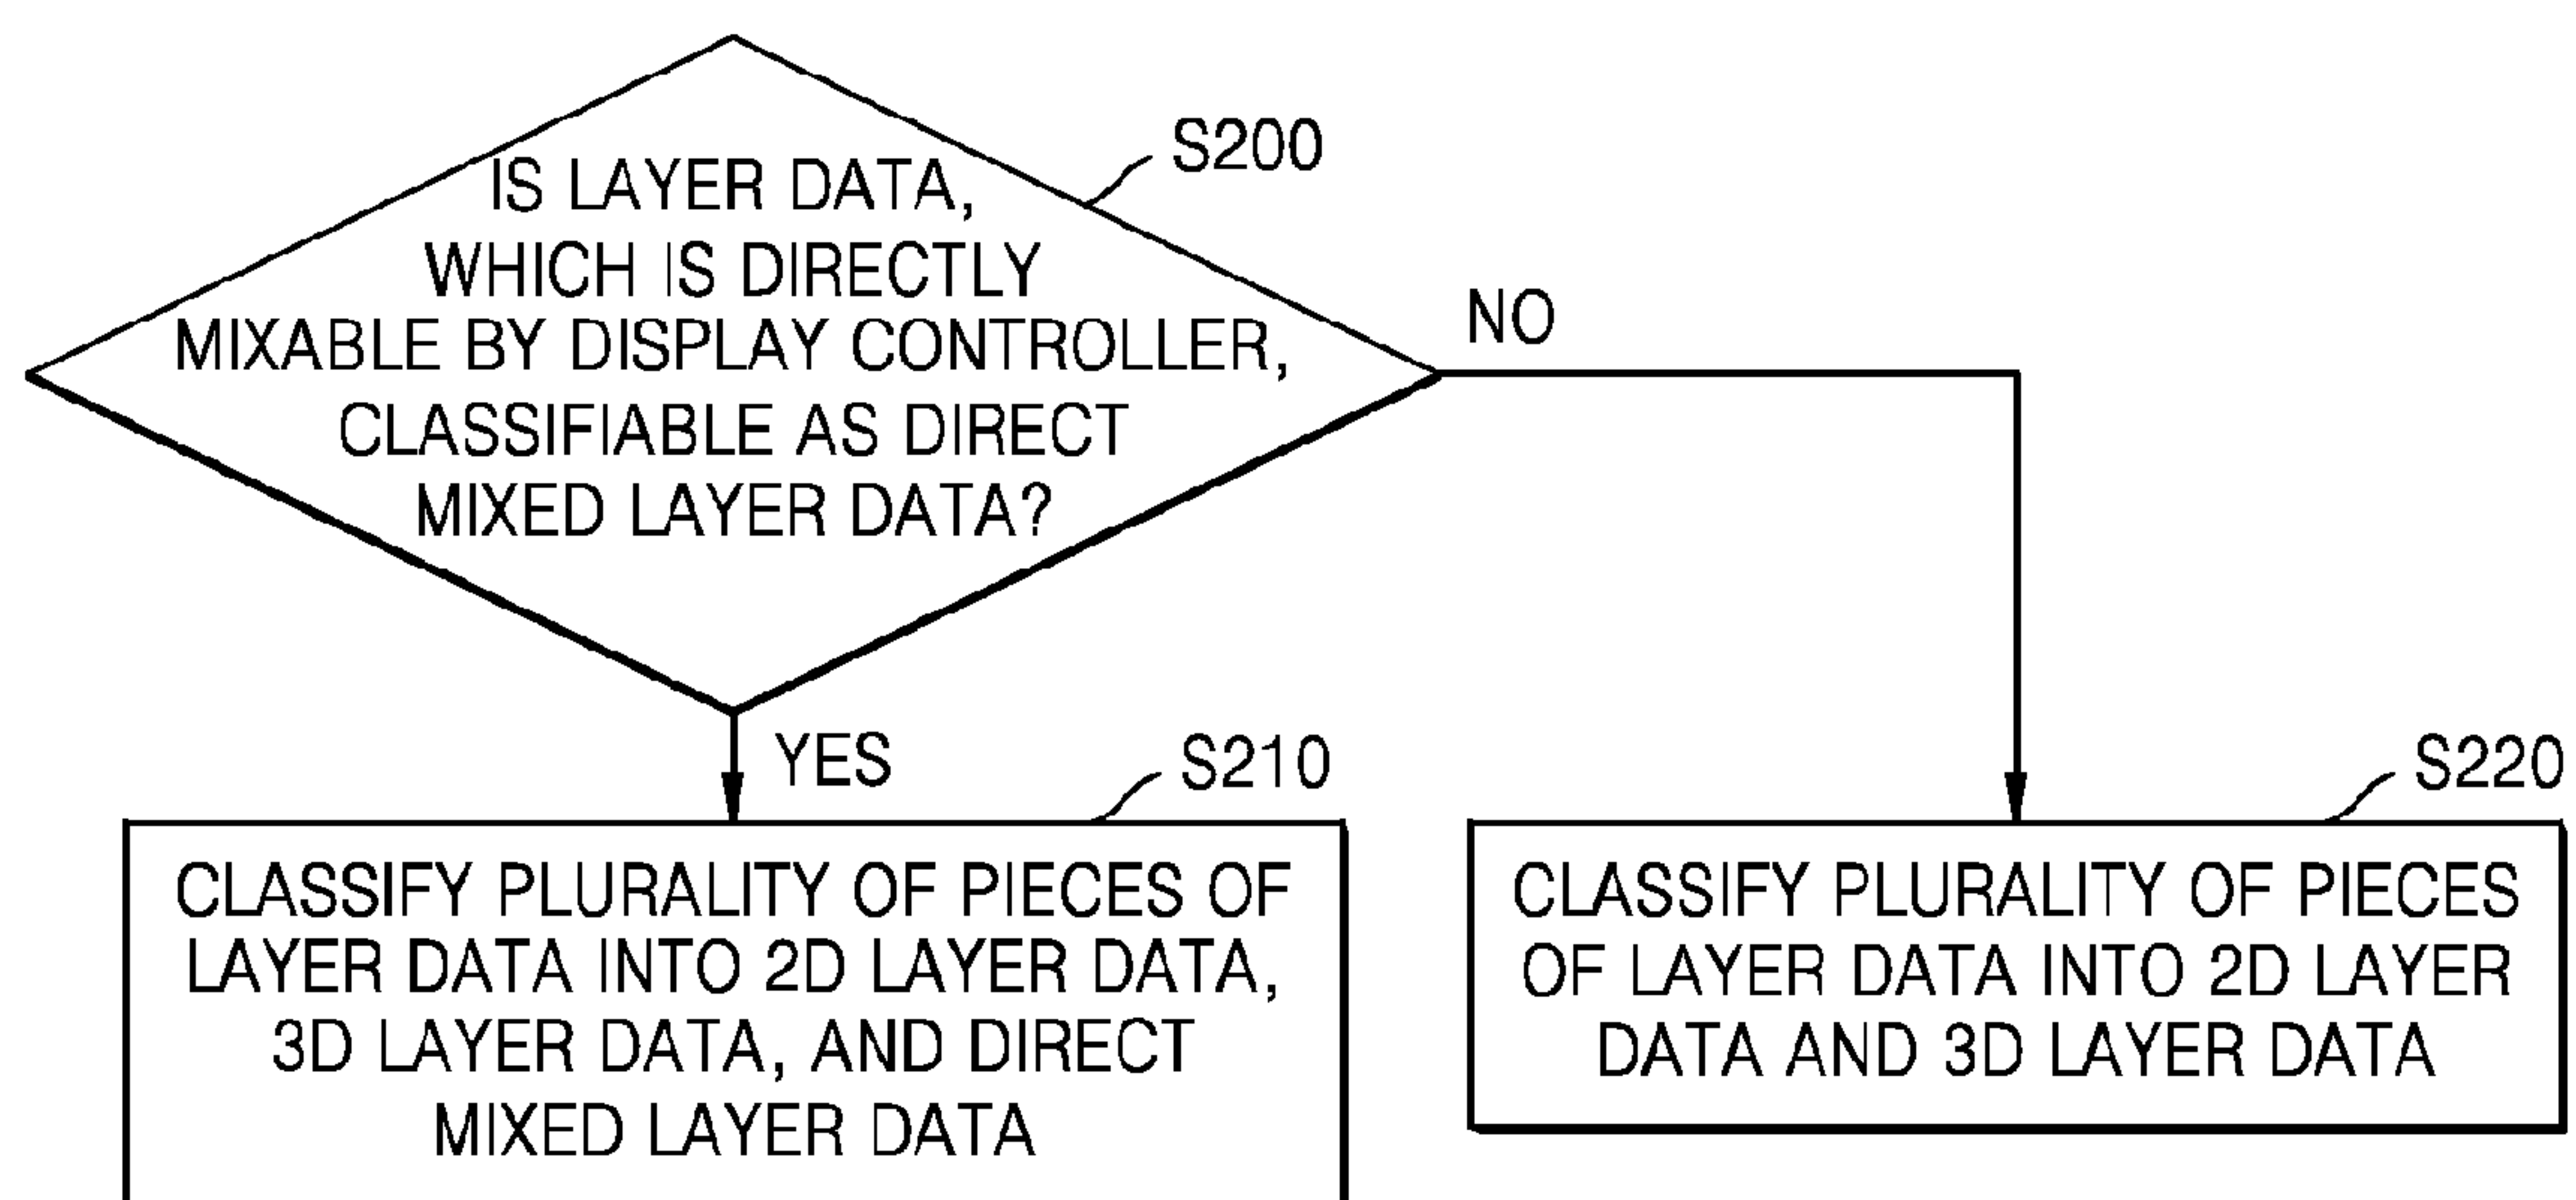 IS LAYER DATA,
WHICH IS DIRECTLY
MIXABLE BY DISPLAY CONTROLLER,
CLASSIFIABLE AS DIRECT
MIXED LAYER DATA?
S200
NO
YES
S210
CLASSIFY PLURALITY OF PIECES OF
LAYER DATA INTO 2D LAYER DATA,
3D LAYER DATA, AND DIRECT
MIXED LAYER DATA
S220
CLASSIFY PLURALITY OF PIECES
OF LAYER DATA INTO 2D LAYER
DATA AND 3D LAYER DATA